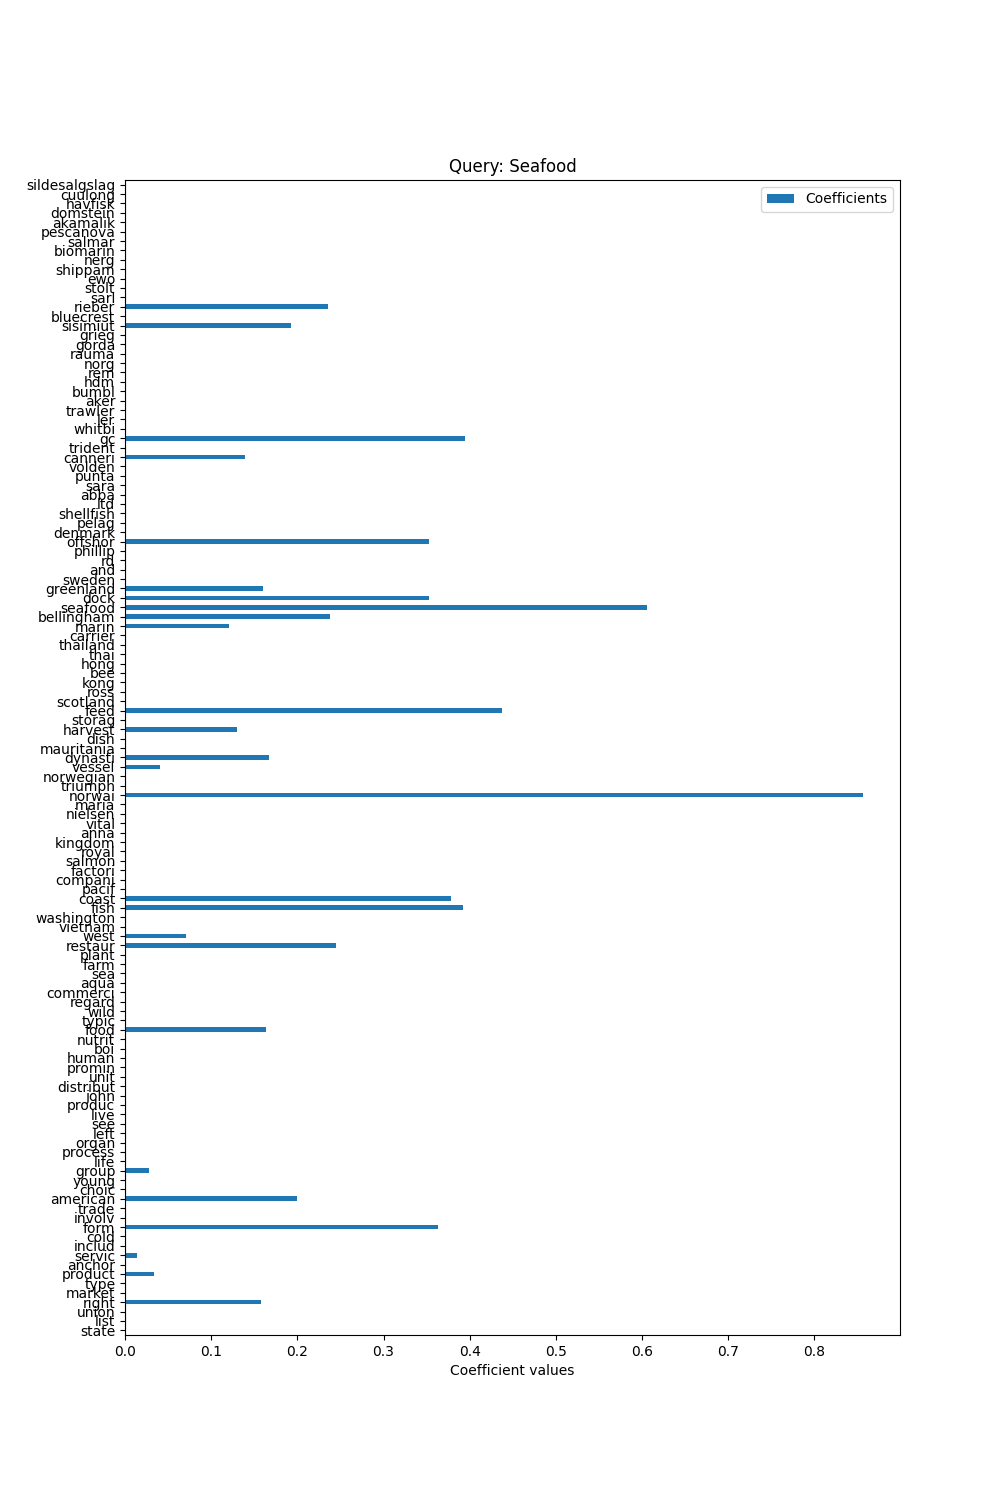 Query: Seafood
Coefficients
sildesalgslag
cuulong
havfisk
domstein
akamalik
pescanova
salmar
biomarin
nerg
shippam
ewo
stolt
sarl
rieber
bluecrest
sisimiut
grieg
gorda
rauma
norg
rem
hdm
bumbl
aker
trawler
ler
whitbi
gc
trident
canneri
volden
punta
sara
abba
ltd
shellfish
pelag
denmark
offshor
phillip
rd
and
sweden
greenland
dock
seafood
bellingham
marin
carrier
thailand
thai
hong
bee
kong
ross
scotland
feed
storag
harvest
dish
mauritania
dynasti
vessel
norwegian
triumph
norwai
maria
nielsen
vital
anna
kingdom
royal
salmon
factori
compani
pacif
coast
fish
washington
vietnam
west
restaur
plant
farm
sea
aqua
commerci
regard
wild
typic
food
nutrit
boi
human
promin
unit
distribut
john
produc
live
see
left
organ
process
life
group
young
choic
american
trade
involv
form
cold
includ
servic
anchor
product
type
market
right
union
list
state
0.0 0.1 0.2 0.3 0.4 0.5 0.6 0.7 0.8
Coefficient values